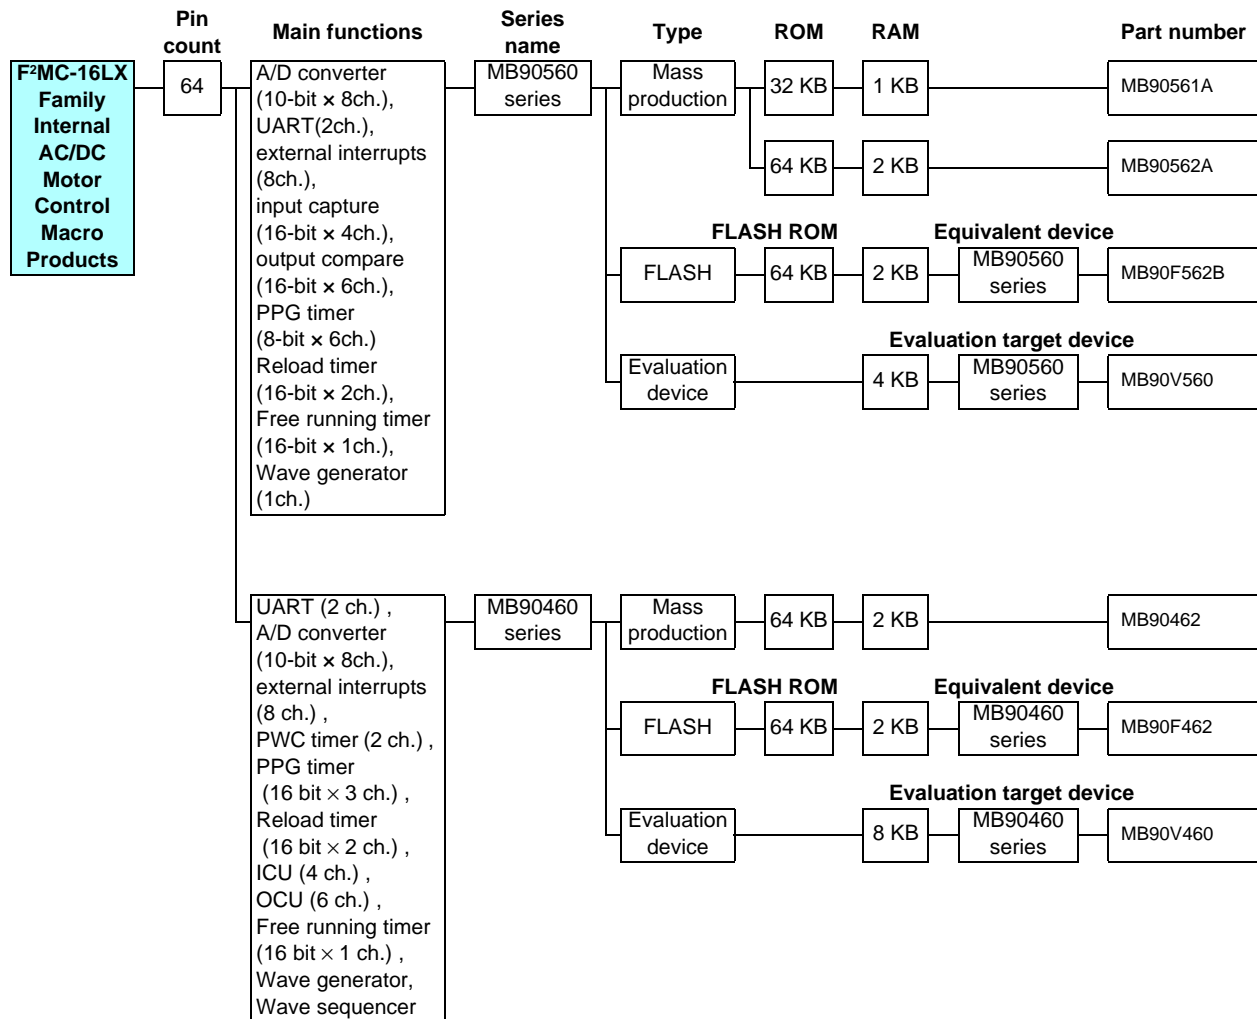 Pin count
Main functions
Series name
Type
ROM
RAM
Part number
F²MC-16LX
Family
Internal
AC/DC
Motor
Control
Macro
Products
64
A/D converter
(10-bit × 8ch.),
UART(2ch.),
external interrupts
(8ch.),
input capture
(16-bit × 4ch.),
output compare
(16-bit × 6ch.),
PPG timer
(8-bit × 6ch.)
Reload timer
(16-bit × 2ch.),
Free running timer
(16-bit × 1ch.),
Wave generator
(1ch.)
MB90560
series
Mass
production
32 KB
1 KB
MB90561A
64 KB
2 KB
MB90562A
FLASH ROM
Equivalent device
FLASH
64 KB
2 KB
MB90560
series
MB90F562B
Evaluation target device
Evaluation
device
4 KB
MB90560
series
MB90V560
UART (2 ch.) ,
A/D converter
(10-bit × 8ch.),
external interrupts
(8 ch.) ,
PWC timer (2 ch.) ,
PPG timer
(16 bit × 3 ch.) ,
Reload timer
(16 bit × 2 ch.) ,
ICU (4 ch.) ,
OCU (6 ch.) ,
Free running timer
(16 bit × 1 ch.) ,
Wave generator,
Wave sequencer
MB90460
series
Mass
production
64 KB
2 KB
MB90462
FLASH ROM
Equivalent device
FLASH
64 KB
2 KB
MB90460
series
MB90F462
Evaluation target device
Evaluation
device
8 KB
MB90460
series
MB90V460